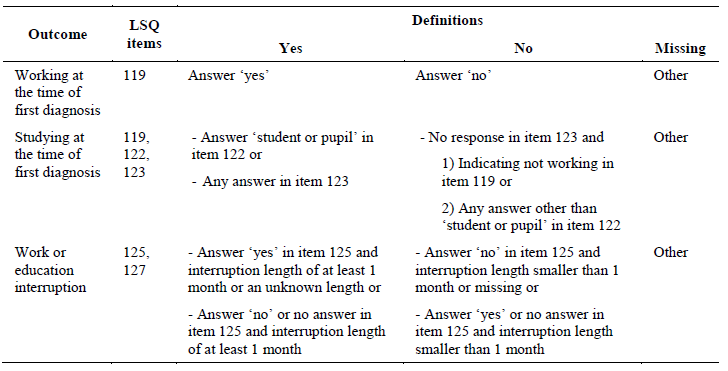 Outcome
LSQ
items
Definitions
Yes
No
Missing
Working at
the time of
first diagnosis
119
Answer ‘yes’
Answer ‘no’
Other
Studying at
the time of
first diagnosis
119,
122,
123
- Answer ‘student or pupil’ in
item 122 or
- Any answer in item 123
- No response in item 123 and
1) Indicating not working in
item 119 or
2) Any answer other than
‘student or pupil’ in item 122
Other
Work or
education
interruption
125,
127
- Answer ‘yes’ in item 125 and
interruption length of at least 1
month or an unknown length or
- Answer ‘no’ or no answer in
item 125 and interruption length
of at least 1 month
- Answer ‘no’ in item 125 and
interruption length smaller than 1
month or missing or
- Answer ‘yes’ or no answer in
item 125 and interruption length
smaller than 1 month
Other